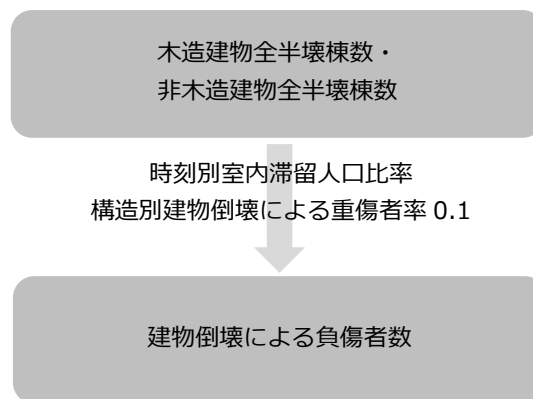 木造建物全半壊棟数・
非木造建物全半壊棟数
時刻別室内滞留人口比率
構造別建物倒壊による重傷者率 0.1
建物倒壊による負傷者数